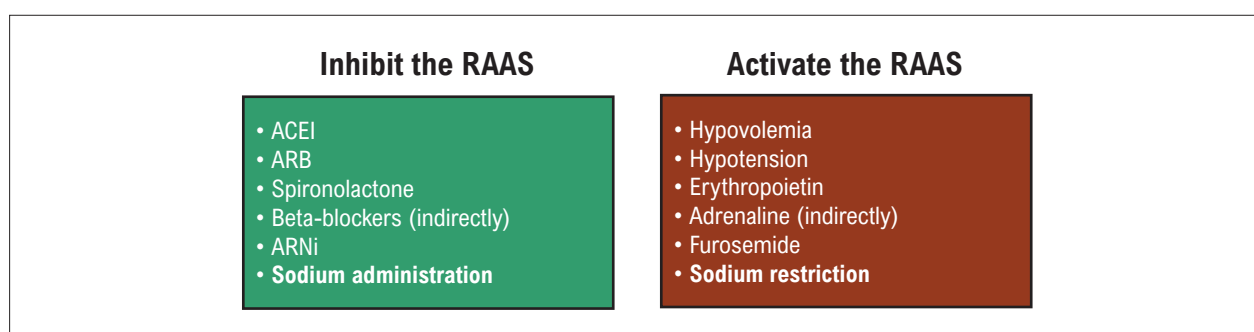 Inhibit the RAAS
• ACEI
• ARB
• Spironolactone
• Beta-blockers (indirectly)
• ARNi
• Sodium administration
Activate the RAAS
• Hypovolemia
• Hypotension
• Erythropoietin
• Adrenaline (indirectly)
• Furosemide
• Sodium restriction